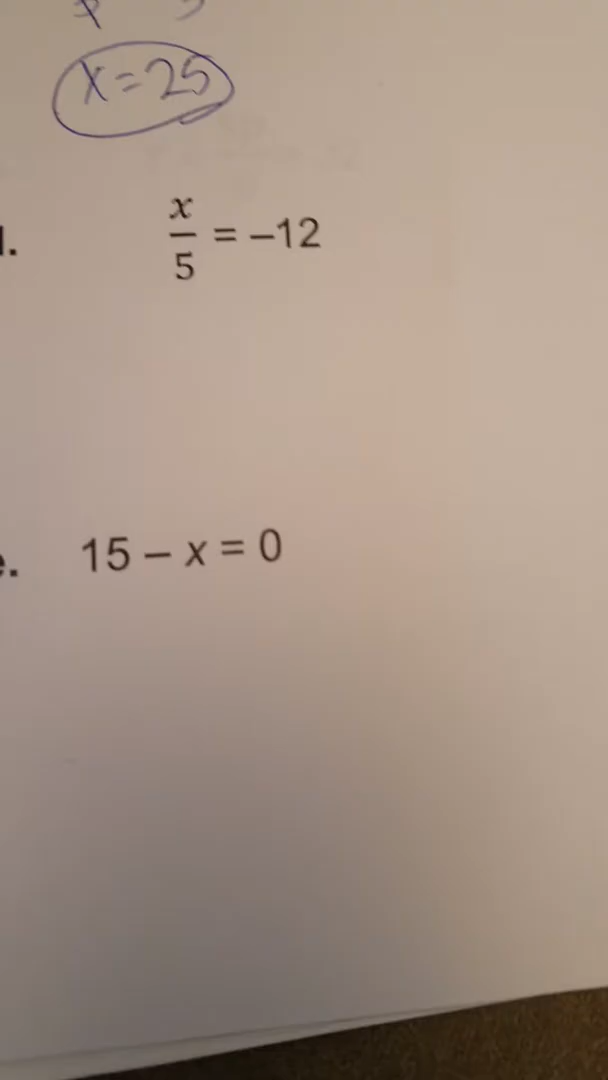 x = 25
x/5 = –12
e. 15 – x = 0